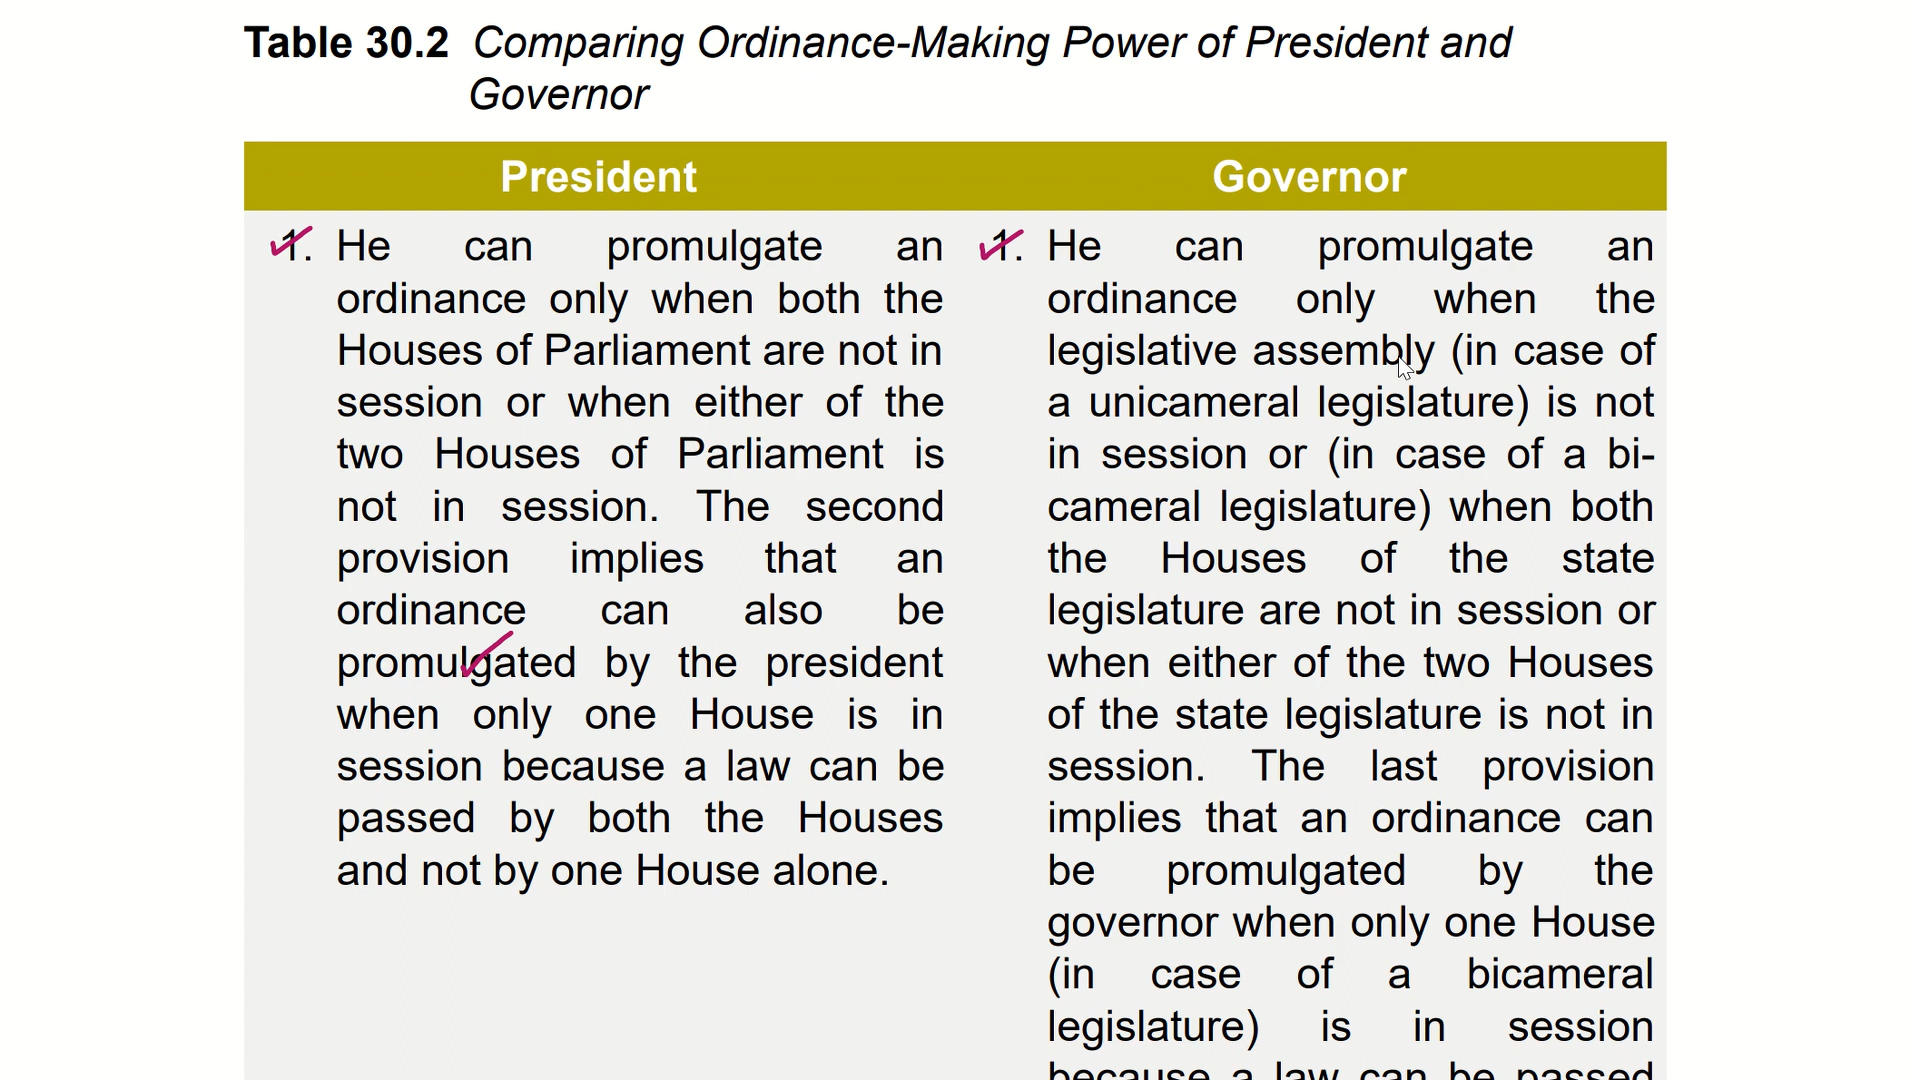 Table 30.2 Comparing Ordinance-Making Power of President and
Governor
President
Governor
1. He can promulgate an
ordinance only when both the
Houses of Parliament are not in
session or when either of the
two Houses of Parliament is
not in session. The second
provision implies that an
ordinance can also be
promulgated by the president
when only one House is in
session because a law can be
passed by both the Houses
and not by one House alone.
1. He can promulgate an
ordinance only when the
legislative assembly (in case of
a unicameral legislature) is not
in session or (in case of a bi-
cameral legislature) when both
the Houses of the state
legislature are not in session or
when either of the two Houses
of the state legislature is not in
session. The last provision
implies that an ordinance can
be promulgated by the
governor when only one House
(in case of a bicameral
legislature) is in session
because a law can be passed